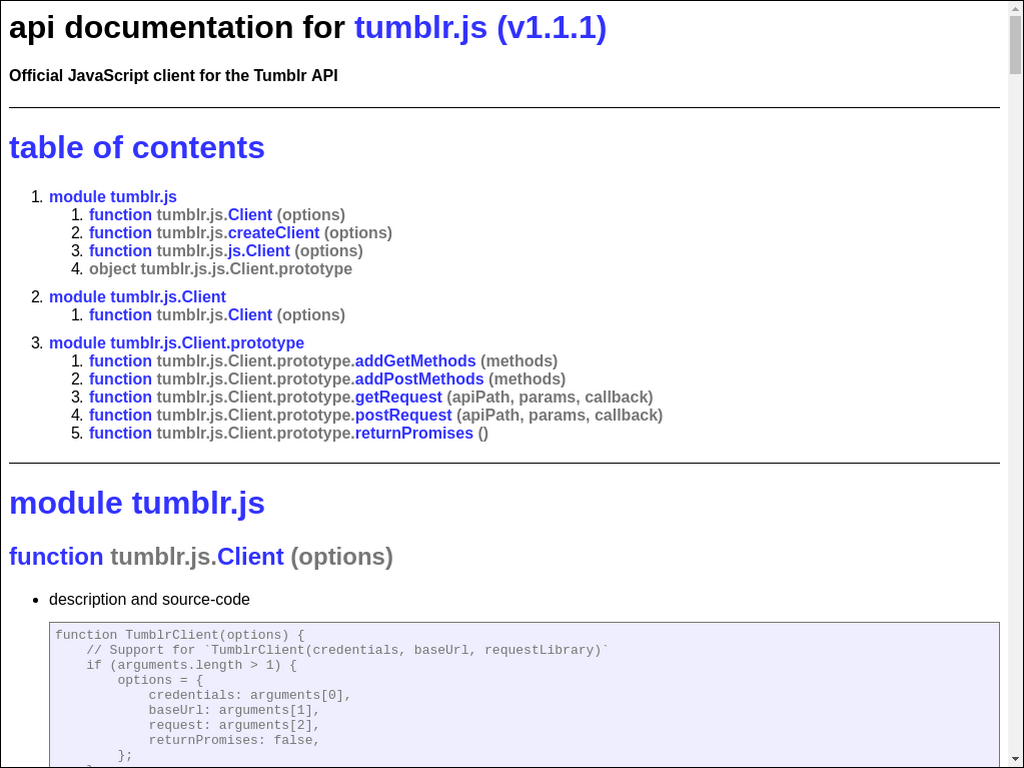 api documentation for tumblr.js (v1.1.1)
Official JavaScript client for the Tumblr API
table of contents
1. module tumblr.js
1. function tumblr.js.Client (options)
2. function tumblr.js.createClient (options)
3. function tumblr.js.js.Client (options)
4. object tumblr.js.js.Client.prototype
2. module tumblr.js.Client
1. function tumblr.js.Client (options)
3. module tumblr.js.Client.prototype
1. function tumblr.js.Client.prototype.addGetMethods (methods)
2. function tumblr.js.Client.prototype.addPostMethods (methods)
3. function tumblr.js.Client.prototype.getRequest (apiPath, params, callback)
4. function tumblr.js.Client.prototype.postRequest (apiPath, params, callback)
5. function tumblr.js.Client.prototype.returnPromises ()
module tumblr.js
function tumblr.js.Client (options)
• description and source-code
function TumblrClient(options) {
    // Support for `TumblrClient(credentials, baseUrl, requestLibrary)`
    if (arguments.length > 1) {
        options = {
            credentials: arguments[0],
            baseUrl: arguments[1],
            request: arguments[2],
            returnPromises: false,
        };